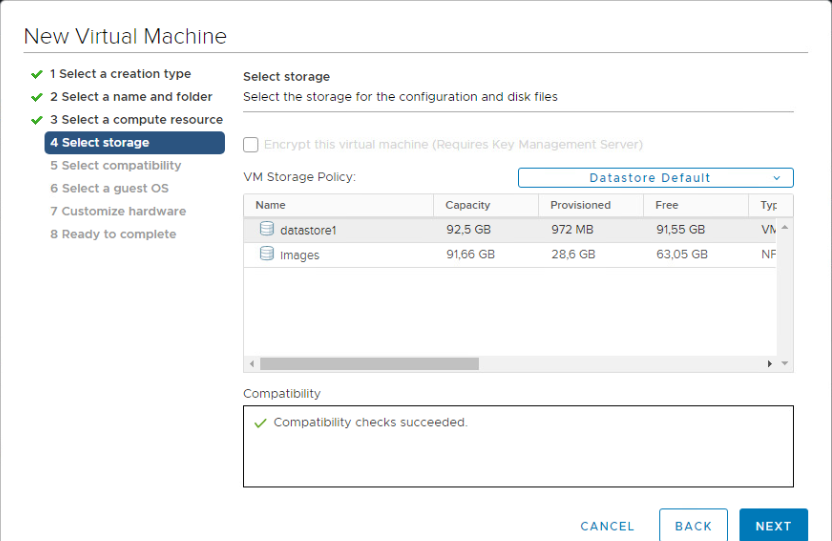 New Virtual Machine
1 Select a creation type
2 Select a name and folder
3 Select a compute resource
4 Select storage
5 Select compatibility
6 Select a guest OS
7 Customize hardware
8 Ready to complete
Select storage
Select the storage for the configuration and disk files
Encrypt this virtual machine (Requires Key Management Server)
VM Storage Policy: Datastore Default
Name Capacity Provisioned Free Typ
datastore1 92,5 GB 972 MB 91,55 GB VM
Images 91,66 GB 28,6 GB 63,05 GB NF
Compatibility
Compatibility checks succeeded.
CANCEL BACK NEXT